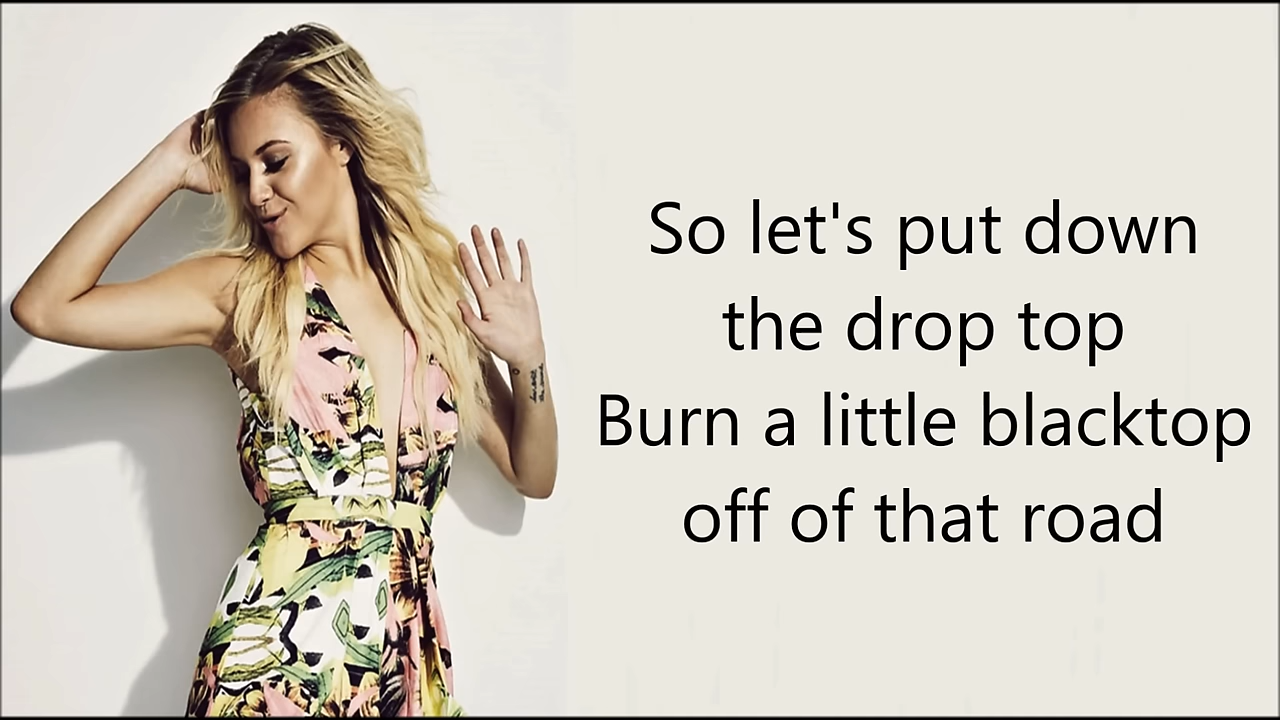 So let's put down
the drop top
Burn a little blacktop
off of that road